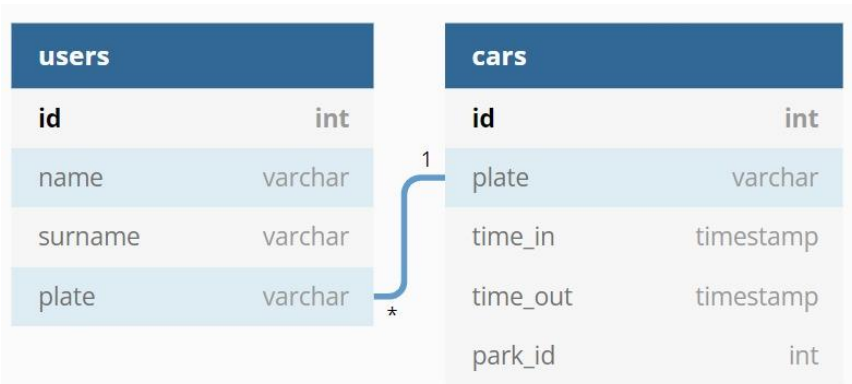 users
id int
name varchar
surname varchar
plate varchar
*
1
cars
id int
plate varchar
time_in timestamp
time_out timestamp
park_id int